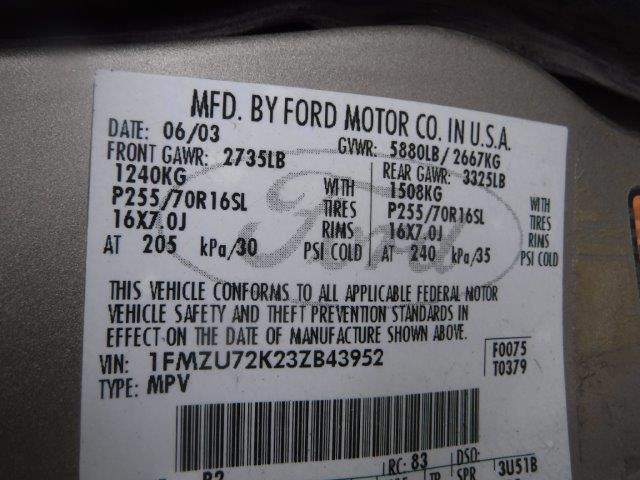 MFD. BY FORD MOTOR CO. IN U.S.A.
DATE: 06/03 GVWR: 5880LB/2667KG
FRONT GAWR: 2735LB REAR GAWR: 3325LB
1240KG WITH 1508KG WITH
P255/70R16SL TIRES P255/70R16SL TIRES
16X7.0J RIMS 16X7.0J RIMS
AT 205 kPa/30 PSI COLD AT 240 kPa/35 PSI COLD
Ford
THIS VEHICLE CONFORMS TO ALL APPLICABLE FEDERAL MOTOR
VEHICLE SAFETY AND THEFT PREVENTION STANDARDS IN
EFFECT ON THE DATE OF MANUFACTURE SHOWN ABOVE.
VIN: 1FMZU72K23ZB43952 F0075
TYPE: MPV T0379
RC: 83 DSO:
TR SPR 3U51B